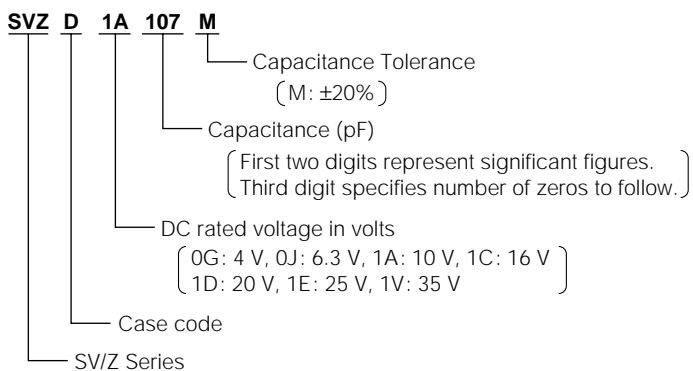 SVZ D 1A 107 M
Capacitance Tolerance
(M: ±20%)
Capacitance (pF)
(First two digits represent significant figures.
Third digit specifies number of zeros to follow.)
DC rated voltage in volts
(0G: 4 V, 0J: 6.3 V, 1A: 10 V, 1C: 16 V
1D: 20 V, 1E: 25 V, 1V: 35 V)
Case code
SV/Z Series